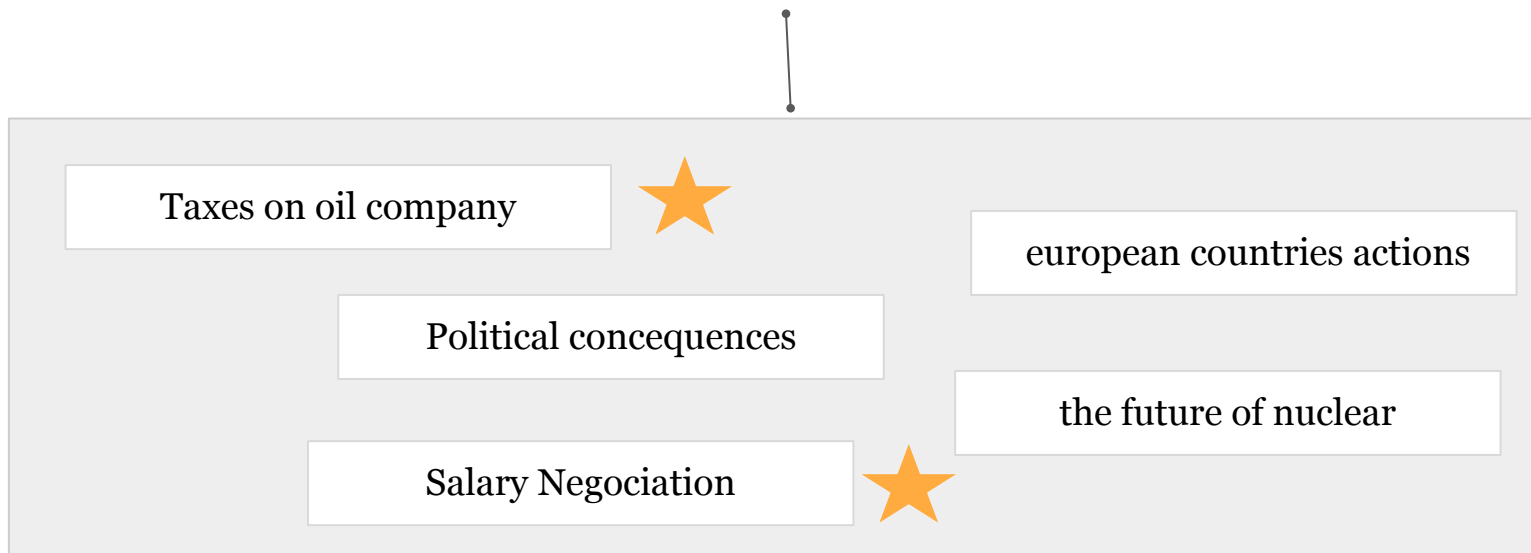 Taxes on oil company
european countries actions
Political concequences
the future of nuclear
Salary Negociation